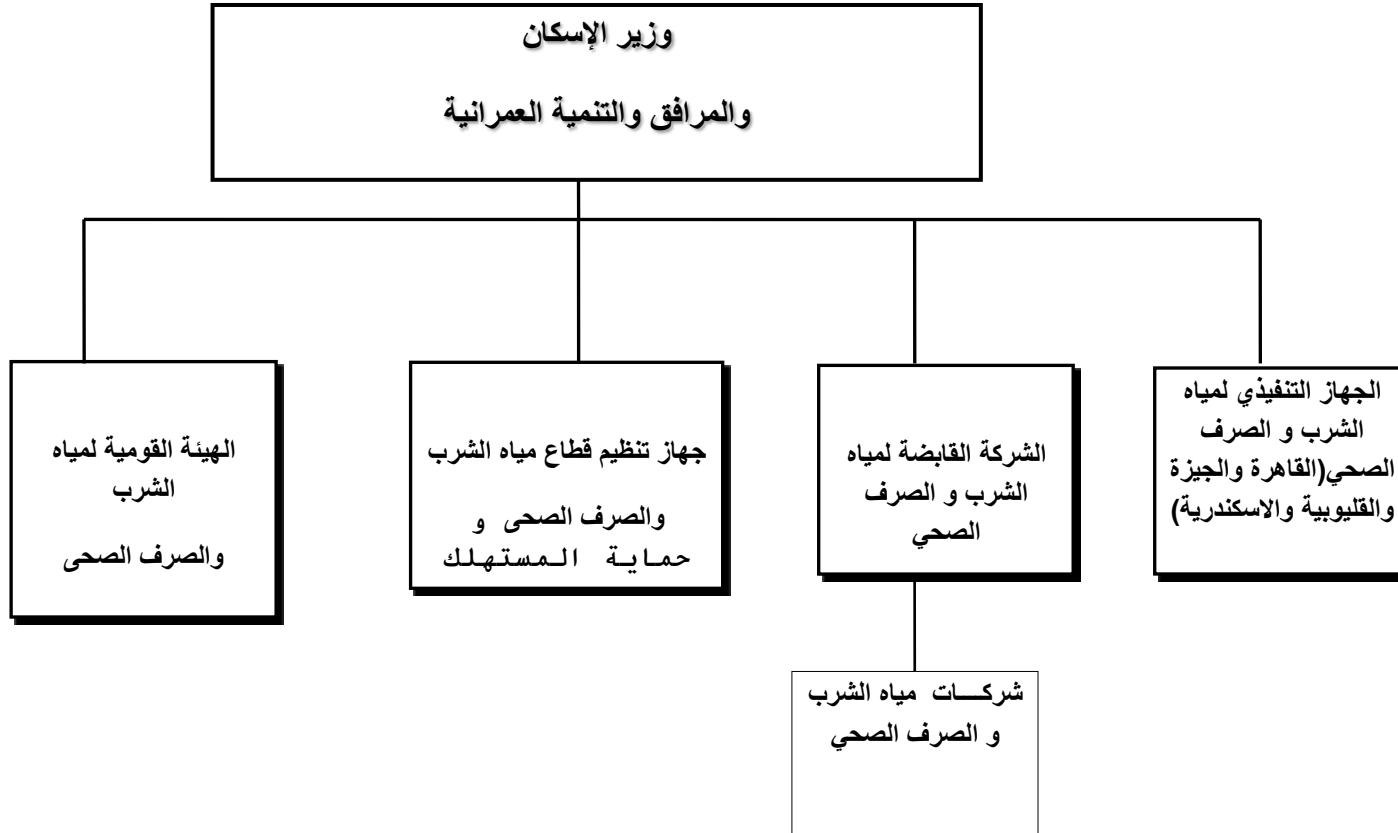 وزير الإسكان
والمرافق والتنمية العمرانية
الجهاز التنفيذي لمياه
الشرب و الصرف
الصحي(القاهرة والجيزة
والقليوبية والاسكندرية)
الشركة القابضة لمياه
الشرب و الصرف
الصحي
جهاز تنظيم قطاع مياه الشرب
والصرف الصحى و
حماية المستهلك
الهيئة القومية لمياه
الشرب
والصرف الصحى
شركــــات مياه الشرب
و الصرف الصحي